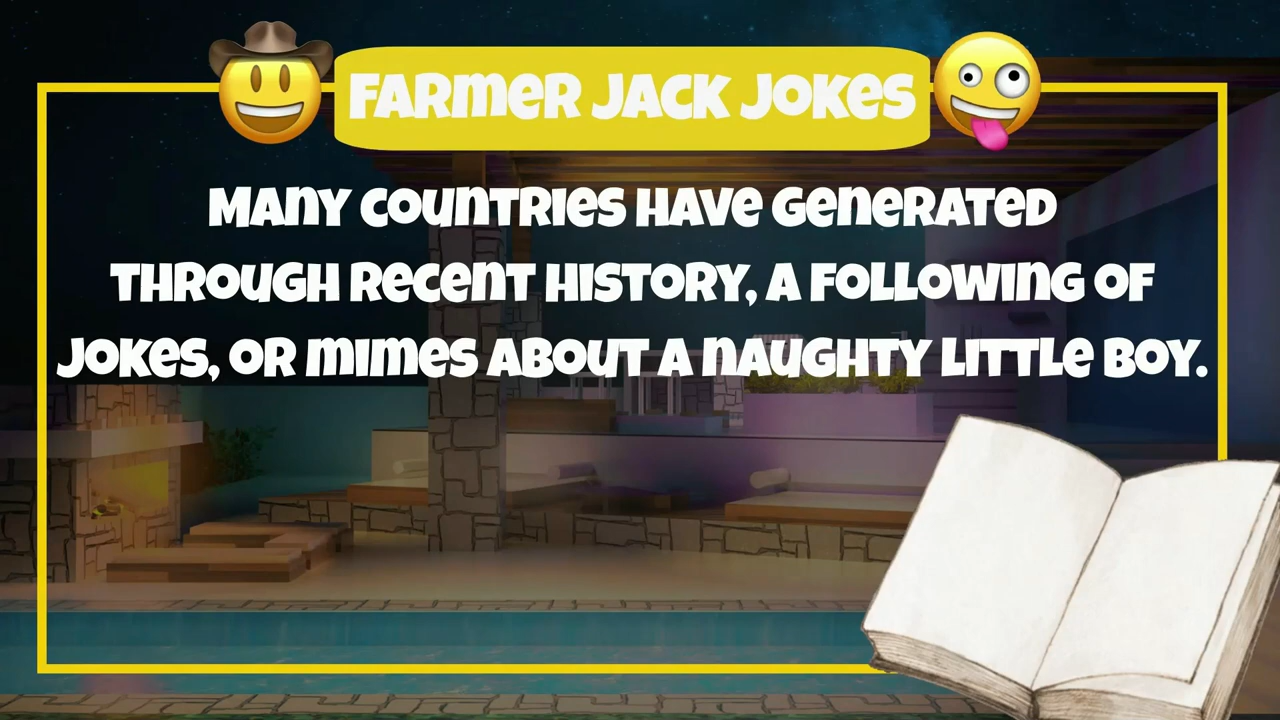 FARMER JACK JOKES
MANY COUNTRIES HAVE GENERATED
THROUGH RECENT HISTORY, A FOLLOWING OF
JOKES, OR MIMES ABOUT A NAUGHTY LITTLE BOY.